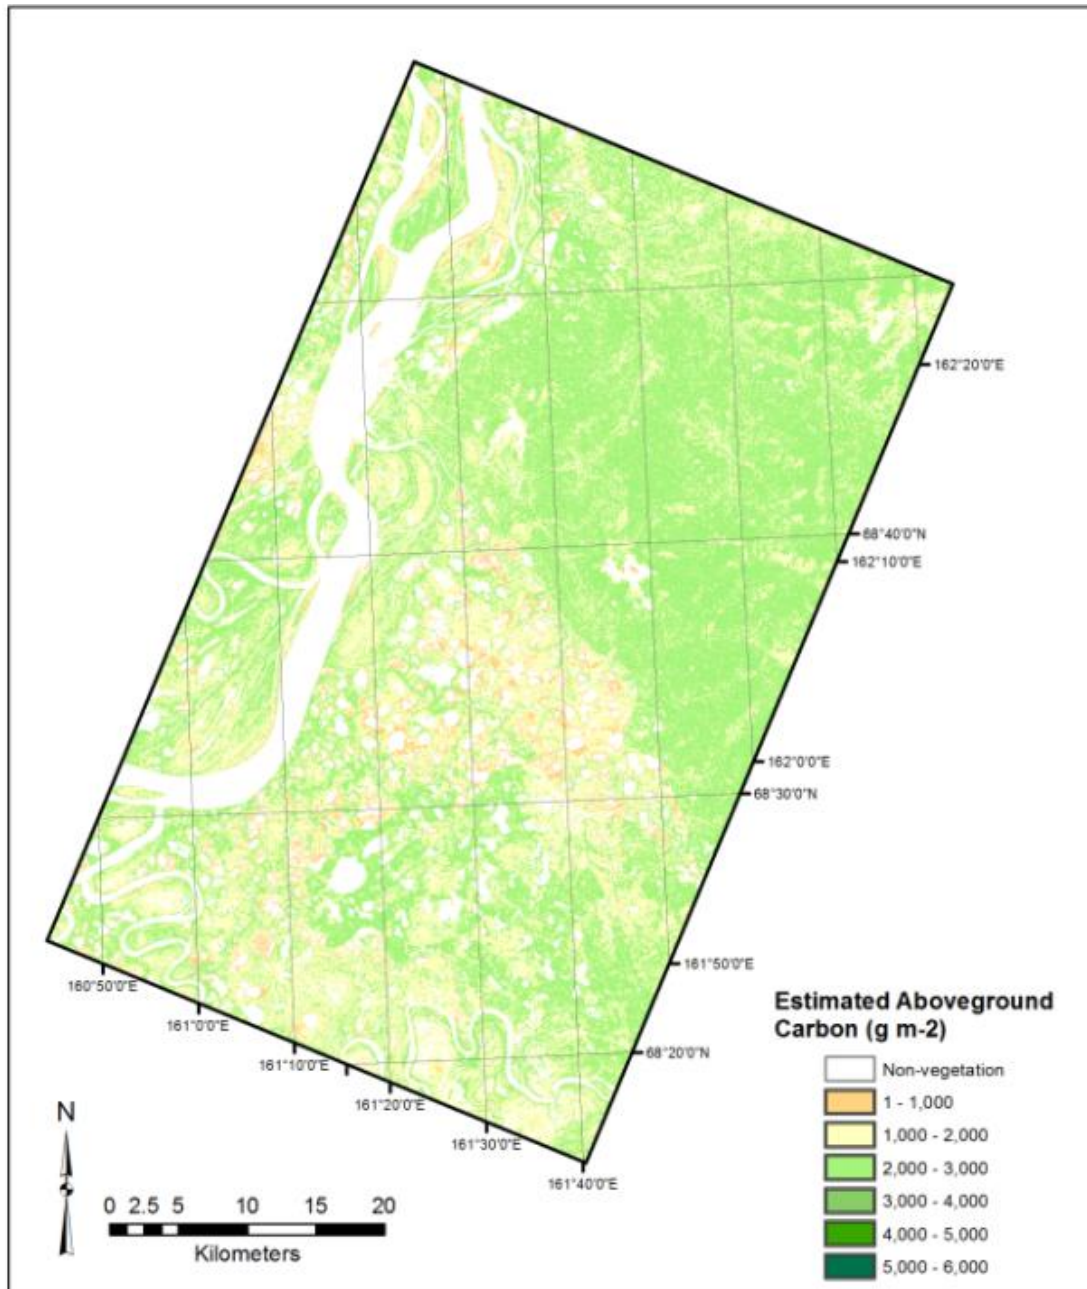 162°20'0"E
68°40'0"N
162°10'0"E
162°0'0"E
68°30'0"N
161°50'0"E
68°20'0"N
160°50'0"E
161°0'0"E
161°10'0"E
161°20'0"E
161°30'0"E
161°40'0"E
N
0 2.5 5 10 15 20
Kilometers
Estimated Aboveground
Carbon (g m-2)
Non-vegetation
1 - 1,000
1,000 - 2,000
2,000 - 3,000
3,000 - 4,000
4,000 - 5,000
5,000 - 6,000